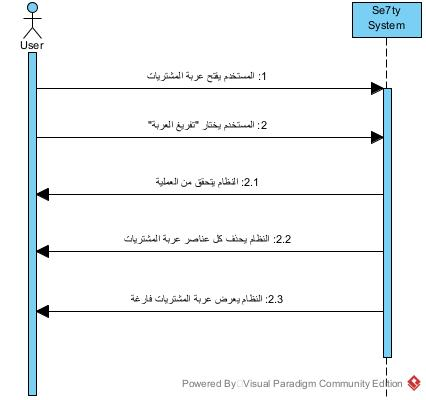 User
Se7ty
System
1: المستخدم يفتح عربة المشتريات
2: المستخدم يختار "تفريغ العربة"
2.1: النظام يتحقق من العملية
2.2: النظام يحذف كل عناصر عربة المشتريات
2.3: النظام يعرض عربة المشتريات فارغة
Powered By Visual Paradigm Community Edition